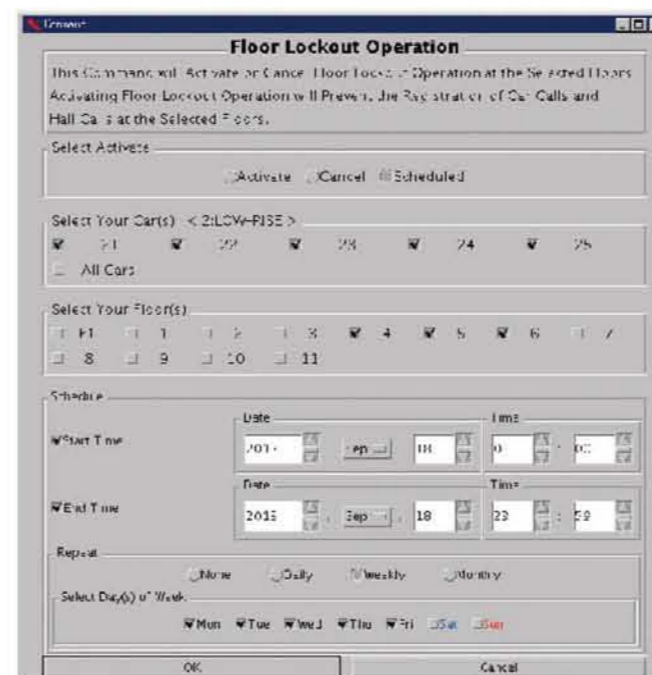 Floor Lockout Operation
This Command will Activate or Cancel Floor Lockout Operation at the Selected Floors
Activating Floor Lockout Operation will Prevent the Registration of Car Calls and
Hall Calls at the Selected Floors.
Select Activate
Activate Cancel Scheduled
Select Your Car(s) < 2:LOW-RISE >
21 22 23 24 25
All Cars
Select Your Floor(s)
1 2 3 4 5 6 7
8 9 10 11
Schedule
Date Time
Start Time Sep 18 0 : 00
Date Time
End Time Sep 18 23 : 59
Repeat
None Daily Weekly Monthly
Select Day(s) of Week
Mon Tue Wed Thu Fri Sat Sun
OK Cancel